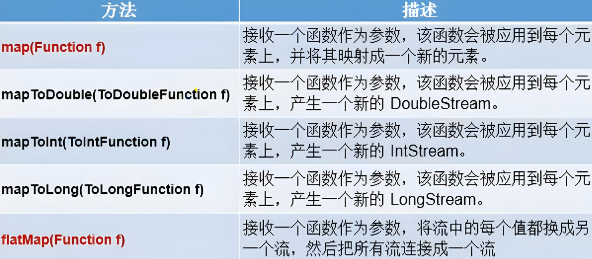 方法 描述
map(Function f) 接收一个函数作为参数，该函数会被应用到每个元
素上，并将其映射成一个新的元素。
mapToDouble(ToDoubleFunction f) 接收一个函数作为参数，该函数会被应用到每个元
素上，产生一个新的 DoubleStream。
mapToInt(ToIntFunction f) 接收一个函数作为参数，该函数会被应用到每个元
素上，产生一个新的 IntStream。
mapToLong(ToLongFunction f) 接收一个函数作为参数，该函数会被应用到每个元
素上，产生一个新的 LongStream。
flatMap(Function f) 接收一个函数作为参数，将流中的每个值都换成另
一个流，然后把所有流连接成一个流